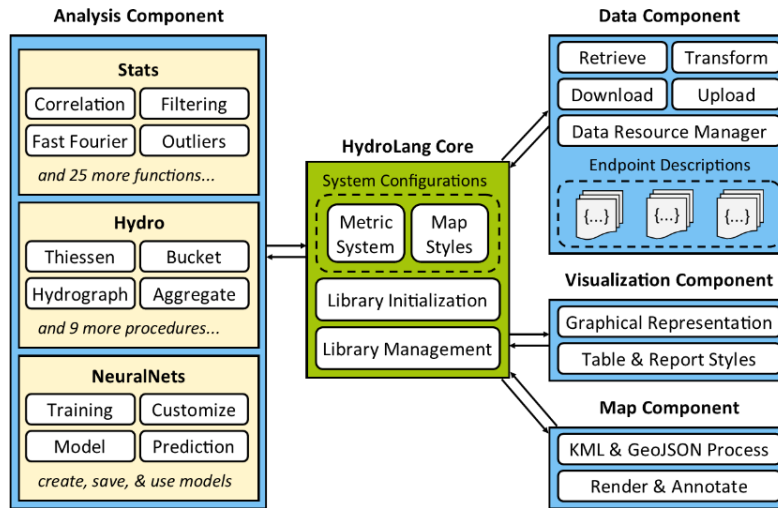 Analysis Component
Stats
Correlation
Filtering
Fast Fourier
Outliers
and 25 more functions...
Hydro
Thiessen
Bucket
Hydrograph
Aggregate
and 9 more procedures...
NeuralNets
Training
Customize
Model
Prediction
create, save, & use models
HydroLang Core
System Configurations
Metric
System
Map
Styles
Library Initialization
Library Management
Data Component
Retrieve
Transform
Download
Upload
Data Resource Manager
Endpoint Descriptions
{...}
{...}
{...}
Visualization Component
Graphical Representation
Table & Report Styles
Map Component
KML & GeoJSON Process
Render & Annotate